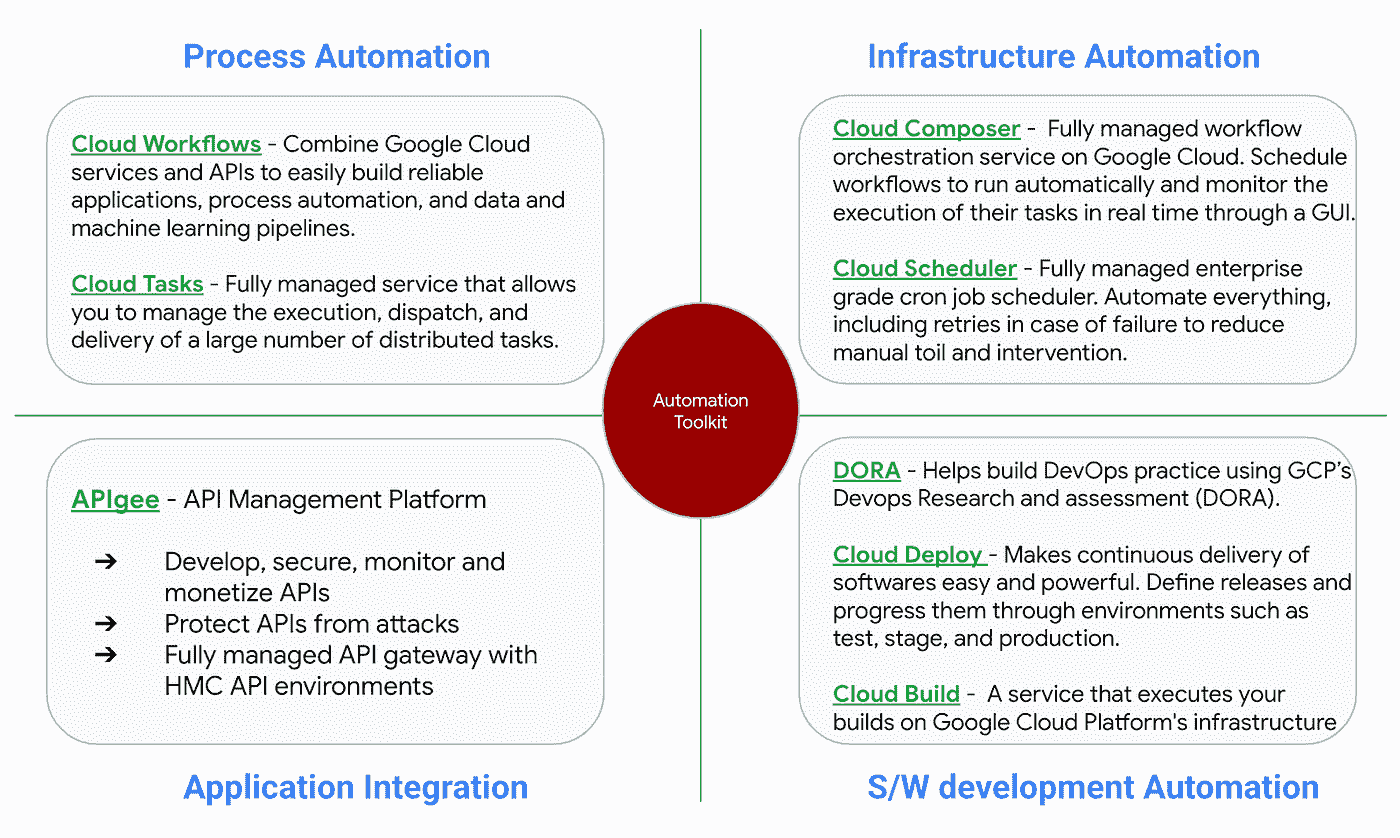 Process Automation
Cloud Workflows - Combine Google Cloud
services and APIs to easily build reliable
applications, process automation, and data and
machine learning pipelines.
Cloud Tasks - Fully managed service that allows
you to manage the execution, dispatch, and
delivery of a large number of distributed tasks.
Infrastructure Automation
Cloud Composer -  Fully managed workflow
orchestration service on Google Cloud. Schedule
workflows to run automatically and monitor the
execution of their tasks in real time through a GUI.
Cloud Scheduler - Fully managed enterprise
grade cron job scheduler. Automate everything,
including retries in case of failure to reduce
manual toil and intervention.
Automation
Toolkit
APIgee - API Management Platform
➔ Develop, secure, monitor and
monetize APIs
➔ Protect APIs from attacks
➔ Fully managed API gateway with
HMC API environments
Application Integration
DORA - Helps build DevOps practice using GCP's
Devops Research and assessment (DORA).
Cloud Deploy - Makes continuous delivery of
softwares easy and powerful. Define releases and
progress them through environments such as
test, stage, and production.
Cloud Build -  A service that executes your
builds on Google Cloud Platform's infrastructure
S/W development Automation